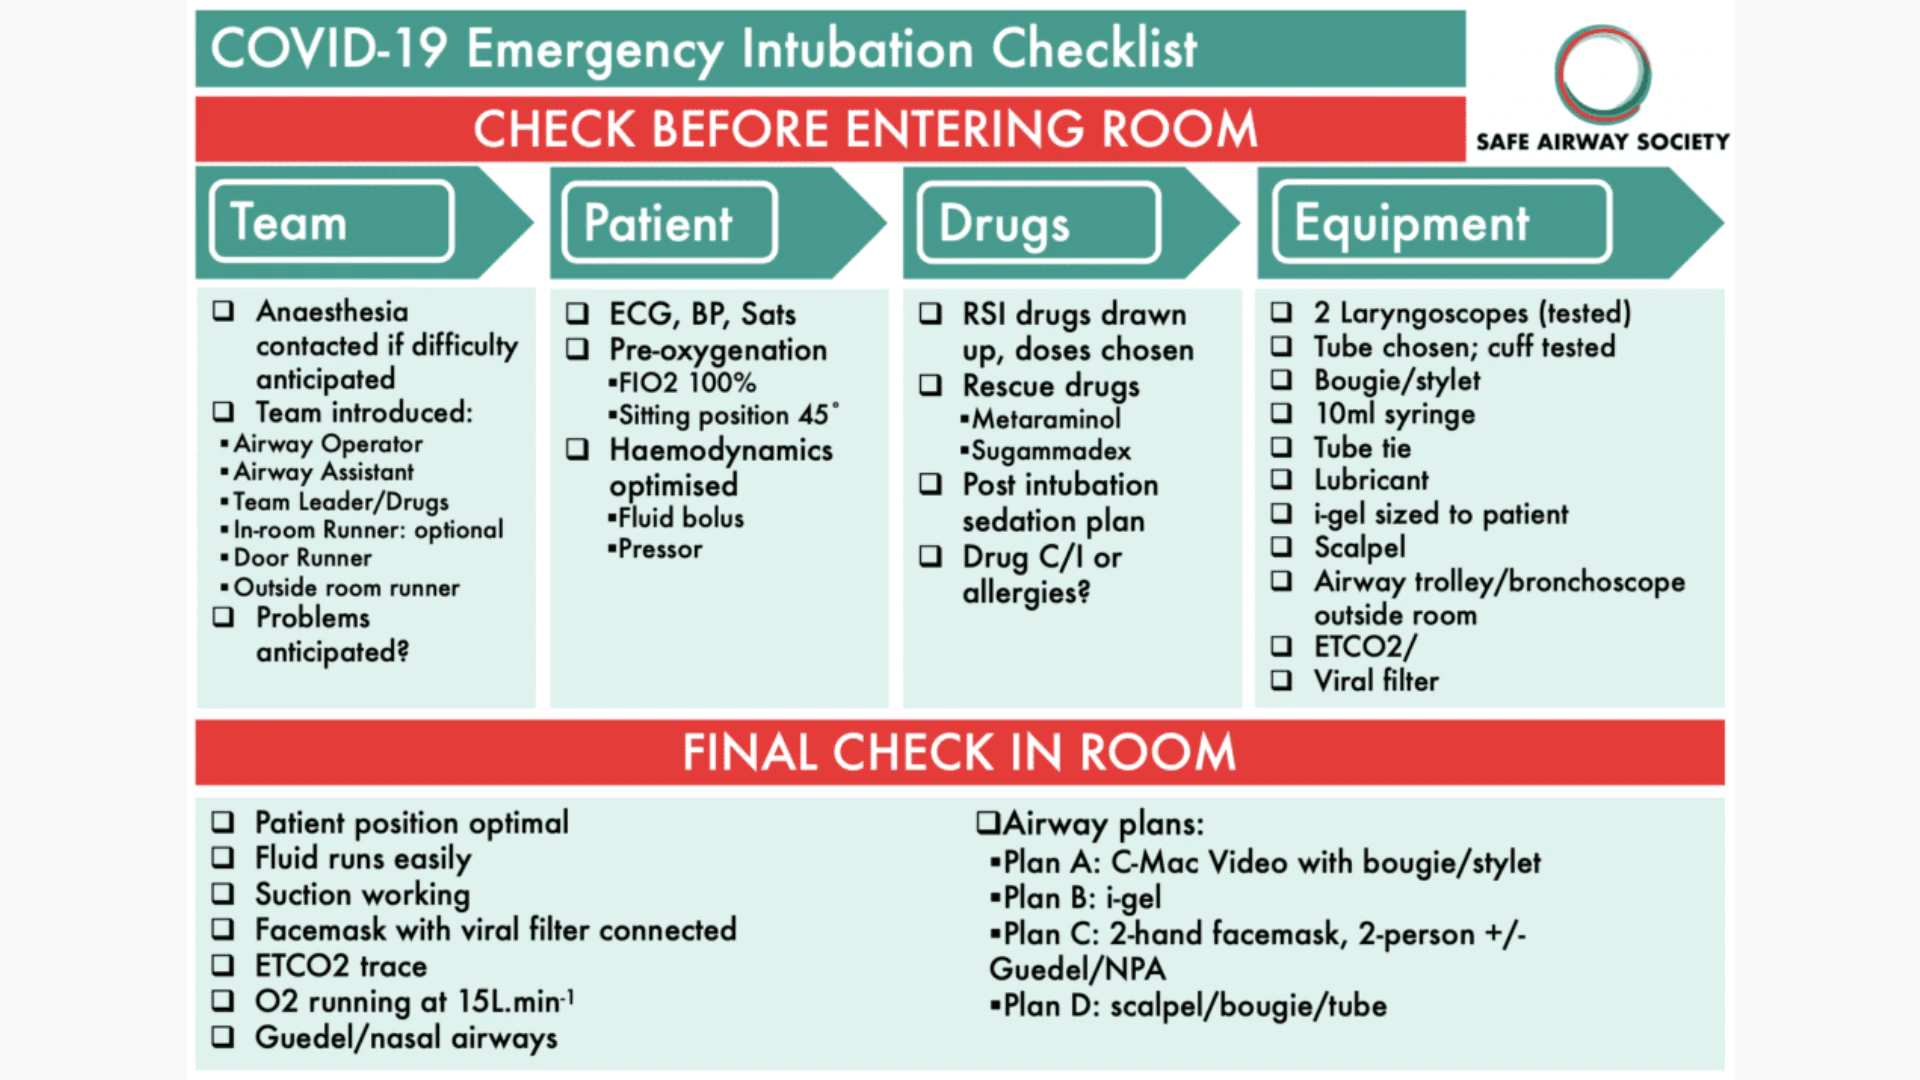 COVID-19 Emergency Intubation Checklist
SAFE AIRWAY SOCIETY
CHECK BEFORE ENTERING ROOM
Team
❑ Anaesthesia
contacted if difficulty
anticipated
❑ Team introduced:
▪Airway Operator
▪Airway Assistant
▪Team Leader/Drugs
▪In-room Runner: optional
▪Door Runner
▪Outside room runner
❑ Problems
anticipated?
Patient
❑ ECG, BP, Sats
❑ Pre-oxygenation
▪FIO2 100%
▪Sitting position 45˚
❑ Haemodynamics
optimised
▪Fluid bolus
▪Pressor
Drugs
❑ RSI drugs drawn
up, doses chosen
❑ Rescue drugs
▪Metaraminol
▪Sugammadex
❑ Post intubation
sedation plan
❑ Drug C/I or
allergies?
Equipment
❑ 2 Laryngoscopes (tested)
❑ Tube chosen; cuff tested
❑ Bougie/stylet
❑ 10ml syringe
❑ Tube tie
❑ Lubricant
❑ i-gel sized to patient
❑ Scalpel
❑ Airway trolley/bronchoscope
outside room
❑ ETCO2/
❑ Viral filter
FINAL CHECK IN ROOM
❑ Patient position optimal
❑ Fluid runs easily
❑ Suction working
❑ Facemask with viral filter connected
❑ ETCO2 trace
❑ O2 running at 15L.min⁻¹
❑ Guedel/nasal airways
❑Airway plans:
▪Plan A: C-Mac Video with bougie/stylet
▪Plan B: i-gel
▪Plan C: 2-hand facemask, 2-person +/-
Guedel/NPA
▪Plan D: scalpel/bougie/tube